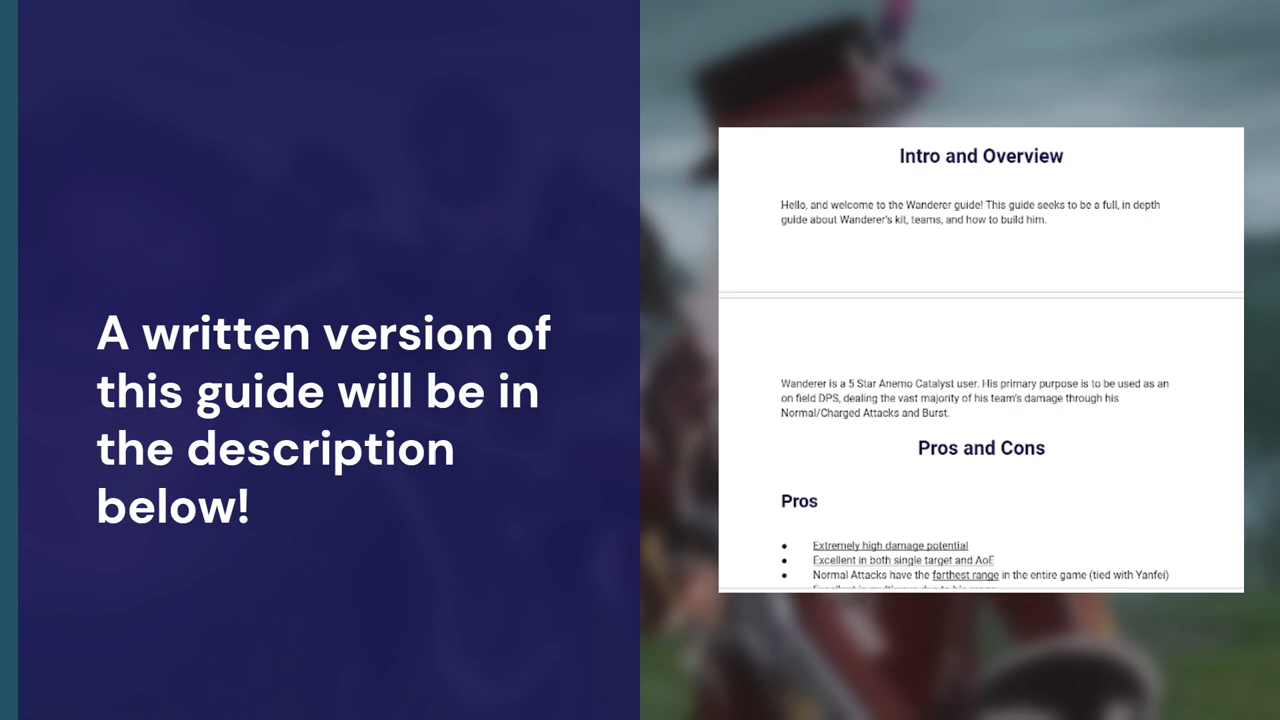 A written version of
this guide will be in
the description
below!
Intro and Overview
Hello, and welcome to the Wanderer guide! This guide seeks to be a full, in depth
guide about Wanderer's kit, teams, and how to build him.
Wanderer is a 5 Star Anemo Catalyst user. His primary purpose is to be used as an
on field DPS, dealing the vast majority of his team's damage through his
Normal/Charged Attacks and Burst.
Pros and Cons
Pros
● Extremely high damage potential
● Excellent in both single target and AoE
● Normal Attacks have the farthest range in the entire game (tied with Yanfei)